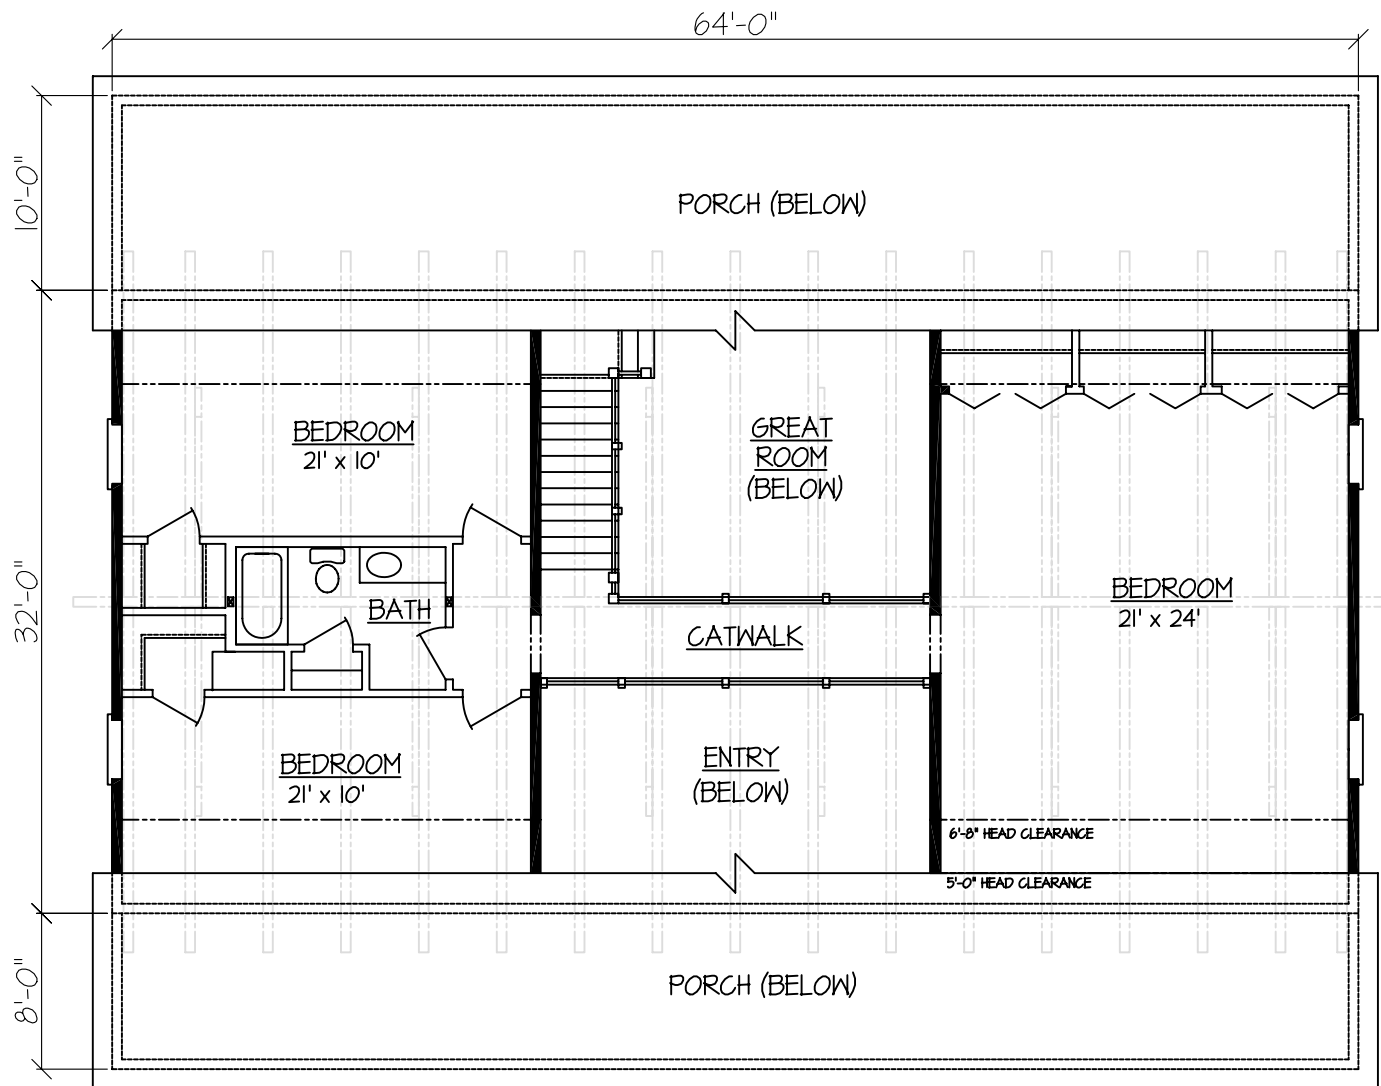 64'-0"
10'-0"
PORCH (BELOW)
BEDROOM
21' x 10'
GREAT
ROOM
(BELOW)
32'-0"
BATH
BEDROOM
21' x 24'
CATWALK
BEDROOM
21' x 10'
ENTRY
(BELOW)
6'-8" HEAD CLEARANCE
5'-0" HEAD CLEARANCE
8'-0"
PORCH (BELOW)